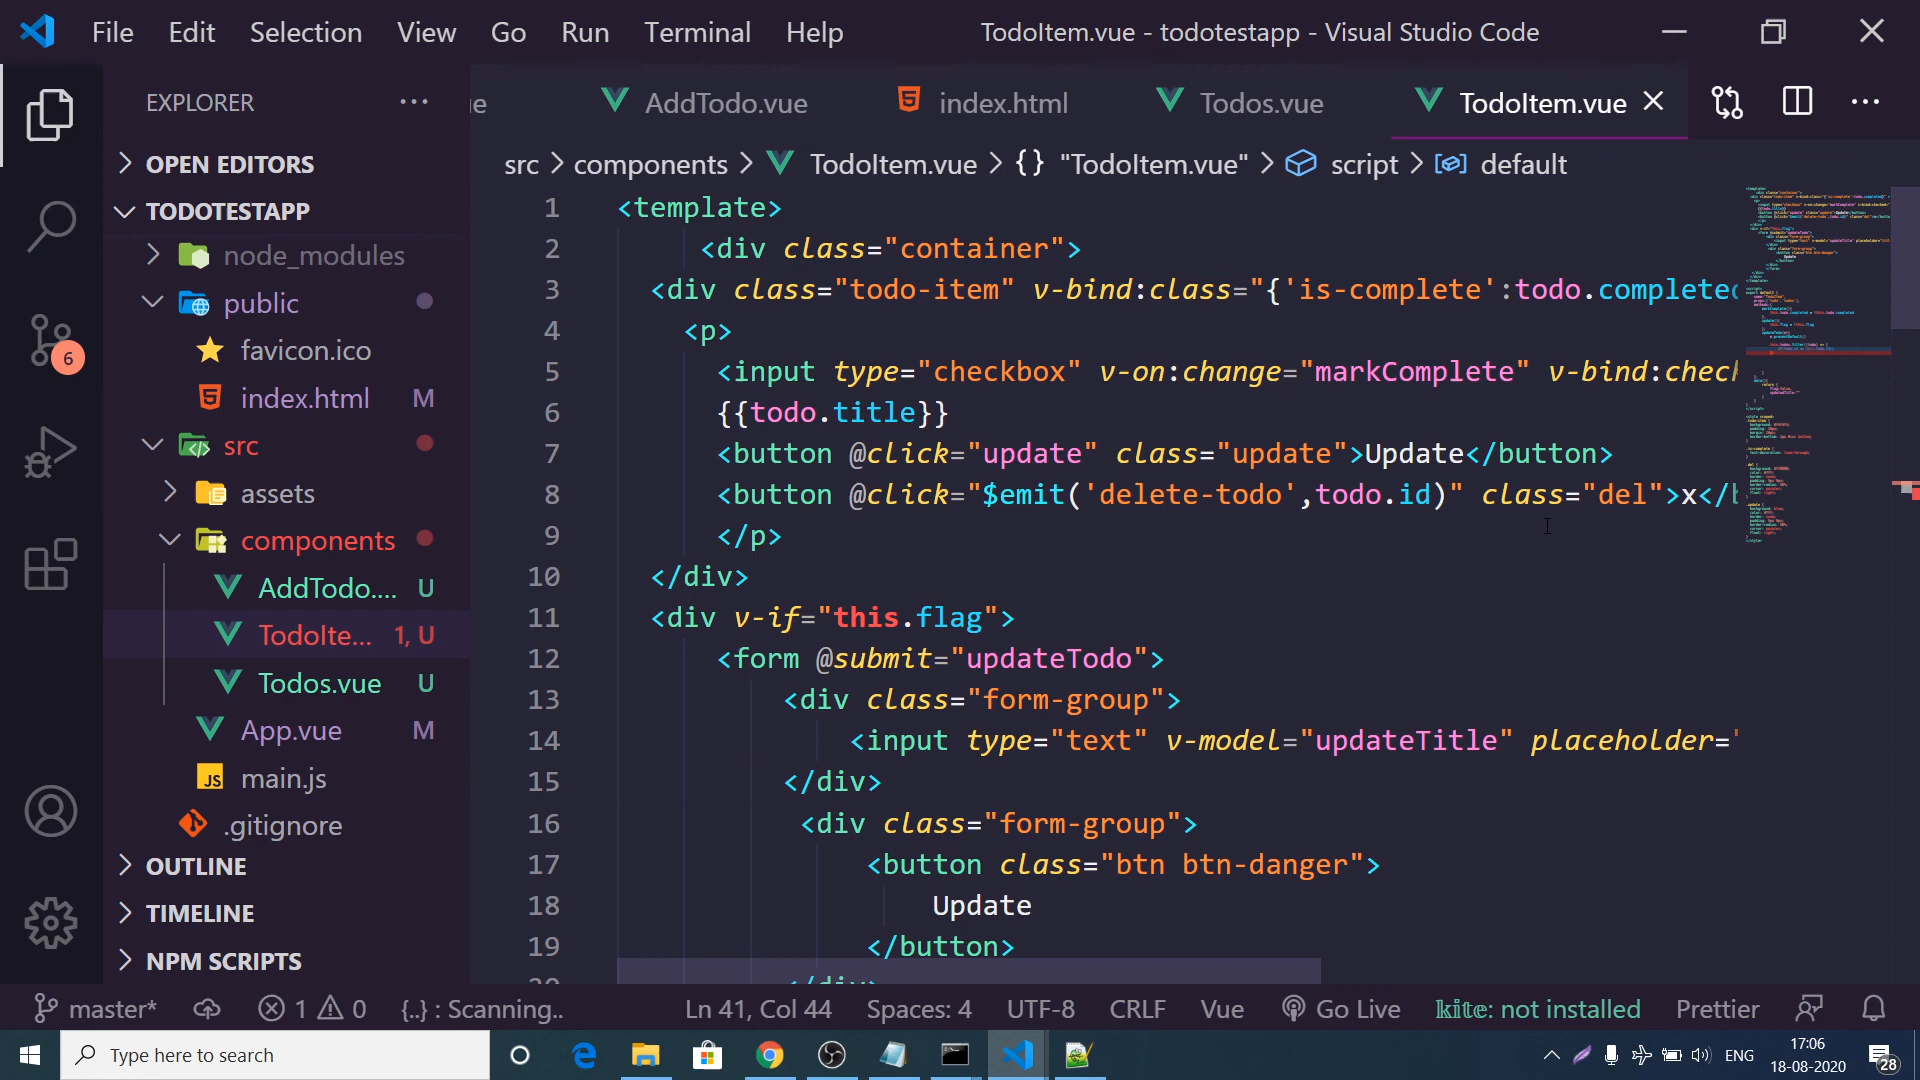 File Edit Selection View Go Run Terminal Help
TodoItem.vue - todotestapp - Visual Studio Code
EXPLORER
OPEN EDITORS
TODOTESTAPP
node_modules
public
favicon.ico
index.html M
src
assets
components
AddTodo.... U
TodoIte... 1, U
Todos.vue U
App.vue M
main.js
.gitignore
OUTLINE
TIMELINE
NPM SCRIPTS
6
AddTodo.vue index.html Todos.vue TodoItem.vue
src > components > TodoItem.vue > {} "TodoItem.vue" > script > default
1 <template>
2 <div class="container">
3 <div class="todo-item" v-bind:class="{'is-complete':todo.completed
4 <p>
5 <input type="checkbox" v-on:change="markComplete" v-bind:check
6 {{todo.title}}
7 <button @click="update" class="update">Update</button>
8 <button @click="$emit('delete-todo',todo.id)" class="del">x</b
9 </p>
10 </div>
11 <div v-if="this.flag">
12 <form @submit="updateTodo">
13 <div class="form-group">
14 <input type="text" v-model="updateTitle" placeholder="
15 </div>
16 <div class="form-group">
17 <button class="btn btn-danger">
18 Update
19 </button>
20 </div>
master* 1 0 {..} : Scanning.. Ln 41, Col 44 Spaces: 4 UTF-8 CRLF Vue Go Live kite: not installed Prettier
Type here to search
ENG
17:06
18-08-2020
28